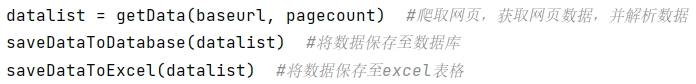 datalist = getData(baseurl, pagecount)  #爬取网页，获取网页数据，并解析数据
saveDataToDatabase(datalist)  #将数据保存至数据库
saveDataToExcel(datalist)  #将数据保存至excel表格